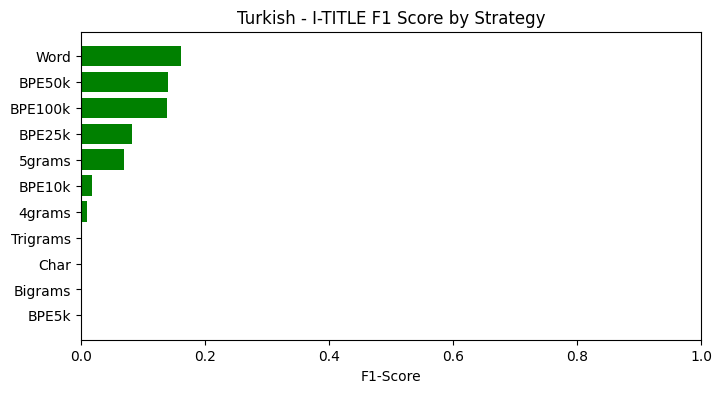 Turkish - I-TITLE F1 Score by Strategy
Word
BPE50k
BPE100k
BPE25k
5grams
BPE10k
4grams
Trigrams
Char
Bigrams
BPE5k
0.0 0.2 0.4 0.6 0.8 1.0
F1-Score